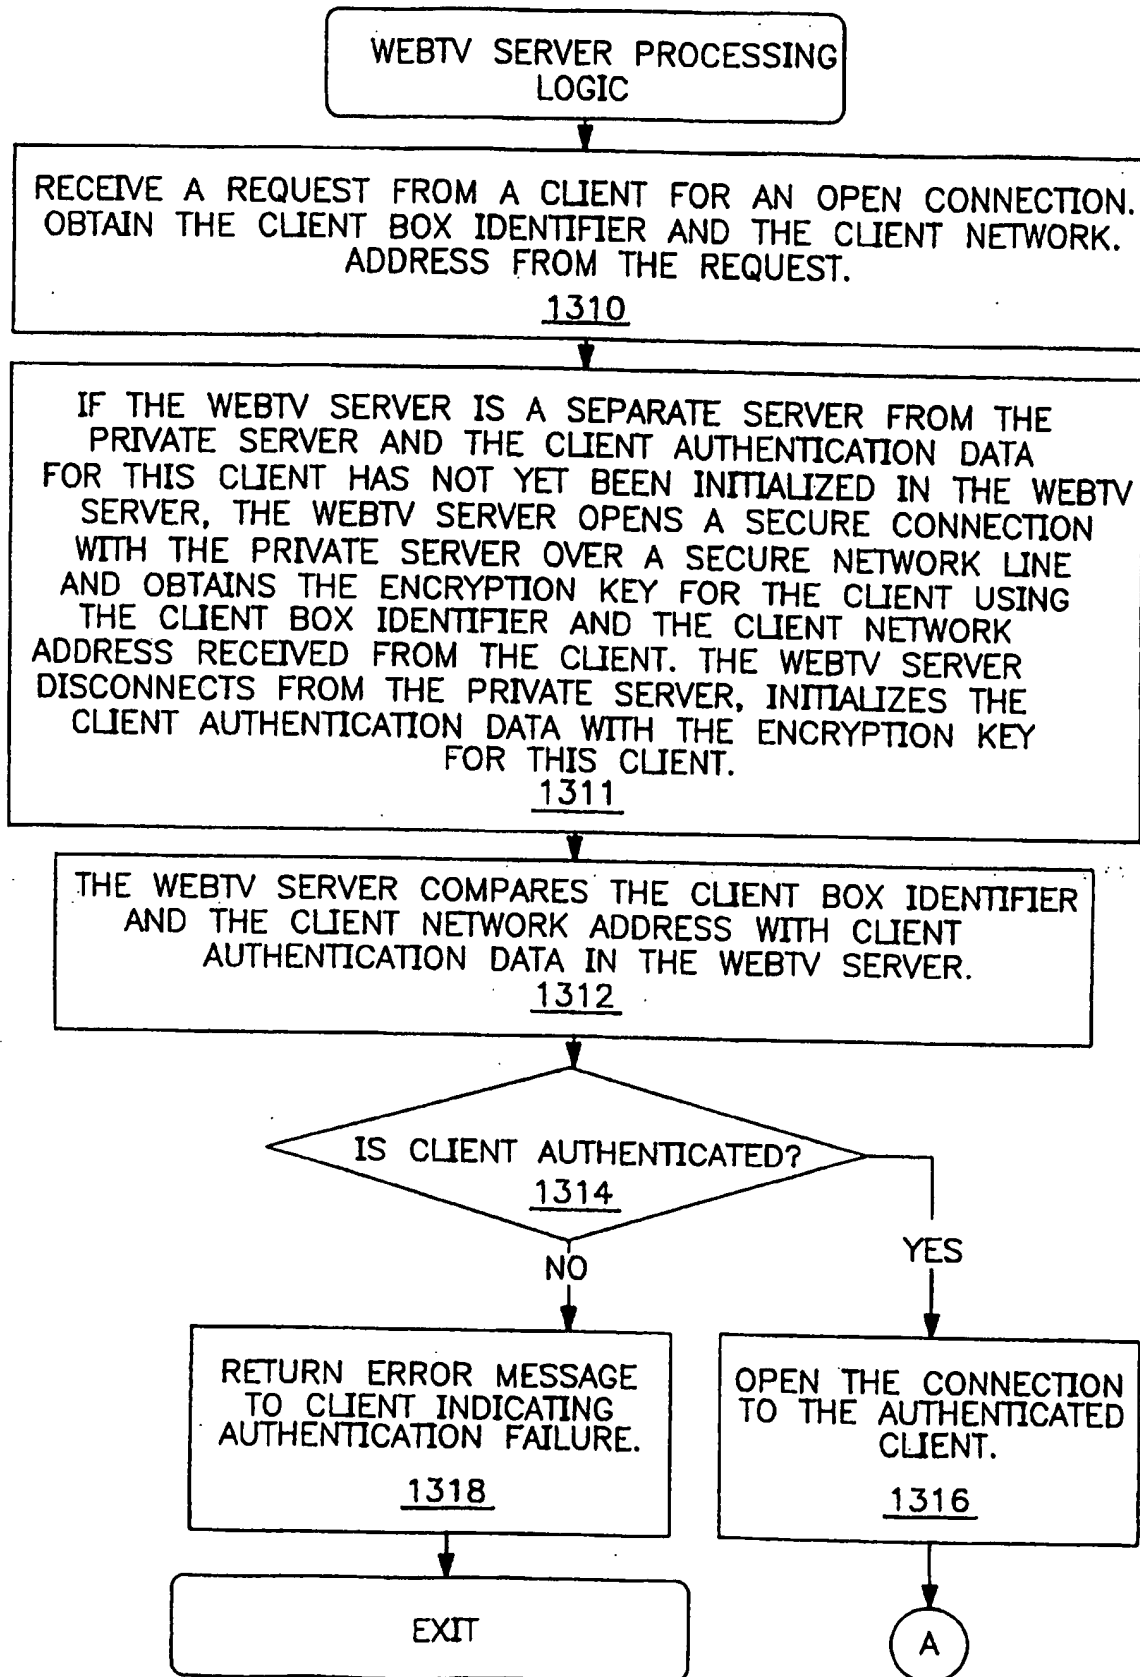 WEBTV SERVER PROCESSING
LOGIC
RECEIVE A REQUEST FROM A CLIENT FOR AN OPEN CONNECTION.
OBTAIN THE CLIENT BOX IDENTIFIER AND THE CLIENT NETWORK.
ADDRESS FROM THE REQUEST.
1310
IF THE WEBTV SERVER IS A SEPARATE SERVER FROM THE
PRIVATE SERVER AND THE CLIENT AUTHENTICATION DATA
FOR THIS CLIENT HAS NOT YET BEEN INITIALIZED IN THE WEBTV
SERVER, THE WEBTV SERVER OPENS A SECURE CONNECTION
WITH THE PRIVATE SERVER OVER A SECURE NETWORK LINE
AND OBTAINS THE ENCRYPTION KEY FOR THE CLIENT USING
THE CLIENT BOX IDENTIFIER AND THE CLIENT NETWORK
ADDRESS RECEIVED FROM THE CLIENT. THE WEBTV SERVER
DISCONNECTS FROM THE PRIVATE SERVER, INITIALIZES THE
CLIENT AUTHENTICATION DATA WITH THE ENCRYPTION KEY
FOR THIS CLIENT.
1311
THE WEBTV SERVER COMPARES THE CLIENT BOX IDENTIFIER
AND THE CLIENT NETWORK ADDRESS WITH CLIENT
AUTHENTICATION DATA IN THE WEBTV SERVER.
1312
IS CLIENT AUTHENTICATED?
1314
NO
YES
RETURN ERROR MESSAGE
TO CLIENT INDICATING
AUTHENTICATION FAILURE.
1318
OPEN THE CONNECTION
TO THE AUTHENTICATED
CLIENT.
1316
EXIT
A